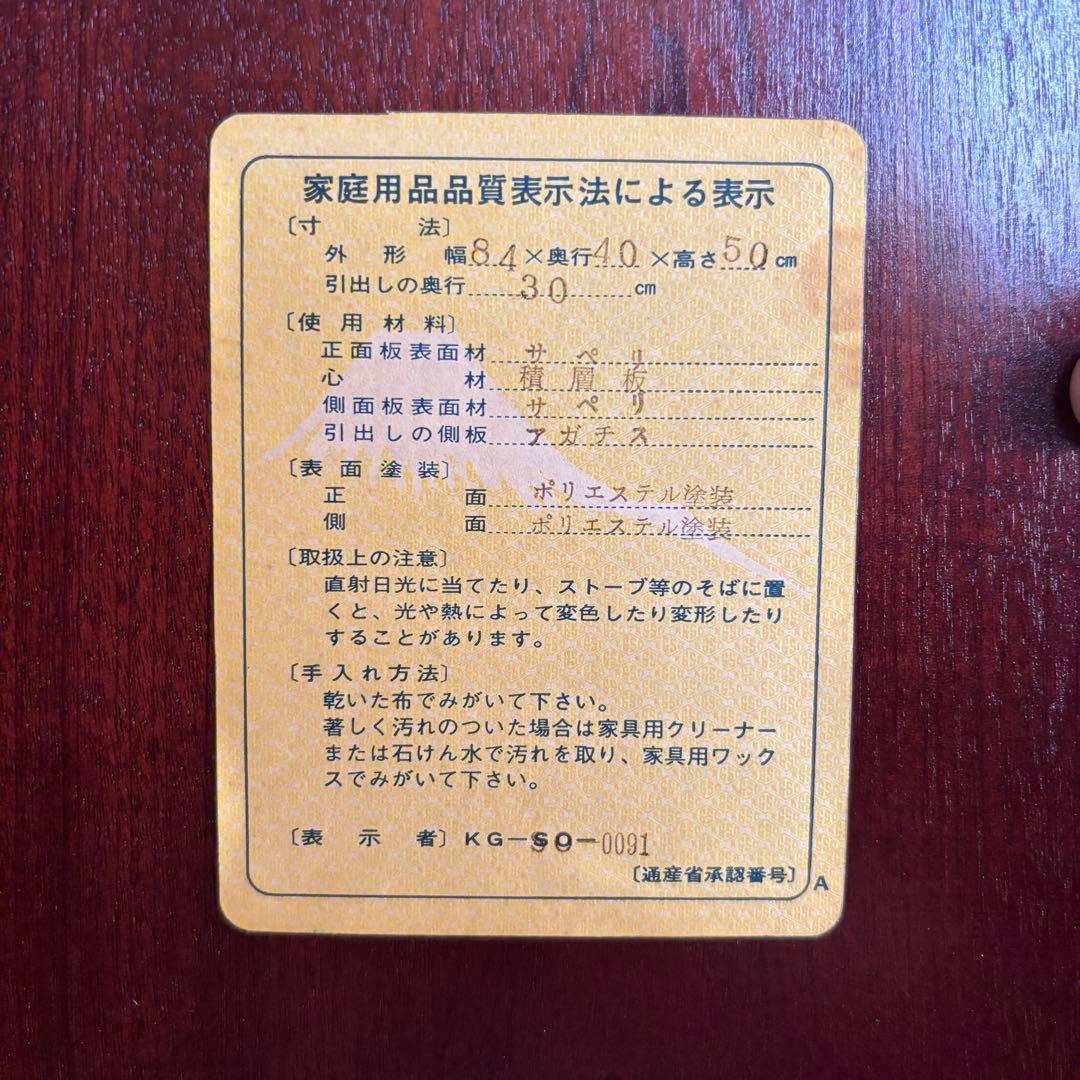 家庭用品品質表示法による表示
〔寸法〕
外形 幅84×奥行40×高さ50cm
引出しの奥行30cm
〔使用材料〕
正面板表面材 サペリ
心材 積層板
側面板表面材 サペリ
引出しの側板 アガチス
〔表面塗装〕
正面 ポリエステル塗装
側面 ポリエステル塗装
〔取扱上の注意〕
直射日光に当てたり、ストーブ等のそばに置
くと、光や熱によって変色したり変形したり
することがあります。
〔手入れ方法〕
乾いた布でみがいて下さい。
著しく汚れのついた場合は家具用クリーナー
または石けん水で汚れを取り、家具用ワック
スでみがいて下さい。
〔表示者〕KG-SO-0091
〔通産省承認番号〕
A